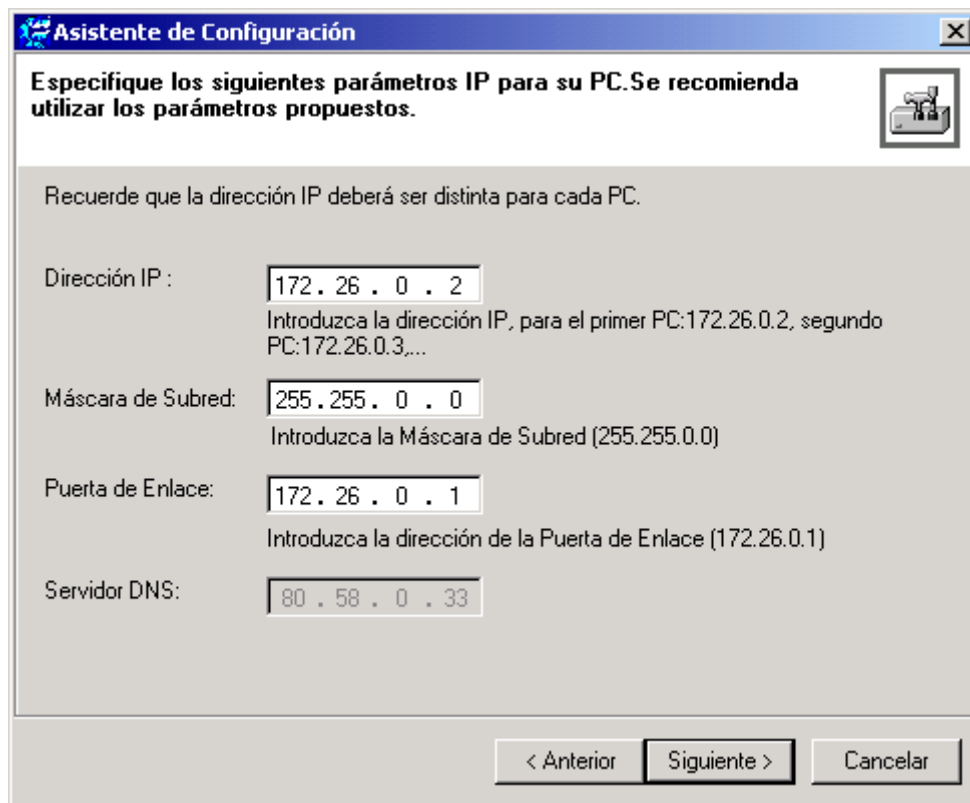 Asistente de Configuración
Especifique los siguientes parámetros IP para su PC.Se recomienda
utilizar los parámetros propuestos.
Recuerde que la dirección IP deberá ser distinta para cada PC.
Dirección IP :
172. 26 . 0 . 2
Introduzca la dirección IP, para el primer PC:172.26.0.2, segundo
PC:172.26.0.3,...
Máscara de Subred:
255.255. 0 . 0
Introduzca la Máscara de Subred (255.255.0.0)
Puerta de Enlace:
172. 26 . 0 . 1
Introduzca la dirección de la Puerta de Enlace (172.26.0.1)
Servidor DNS:
80 . 58 . 0 . 33
< Anterior
Siguiente >
Cancelar